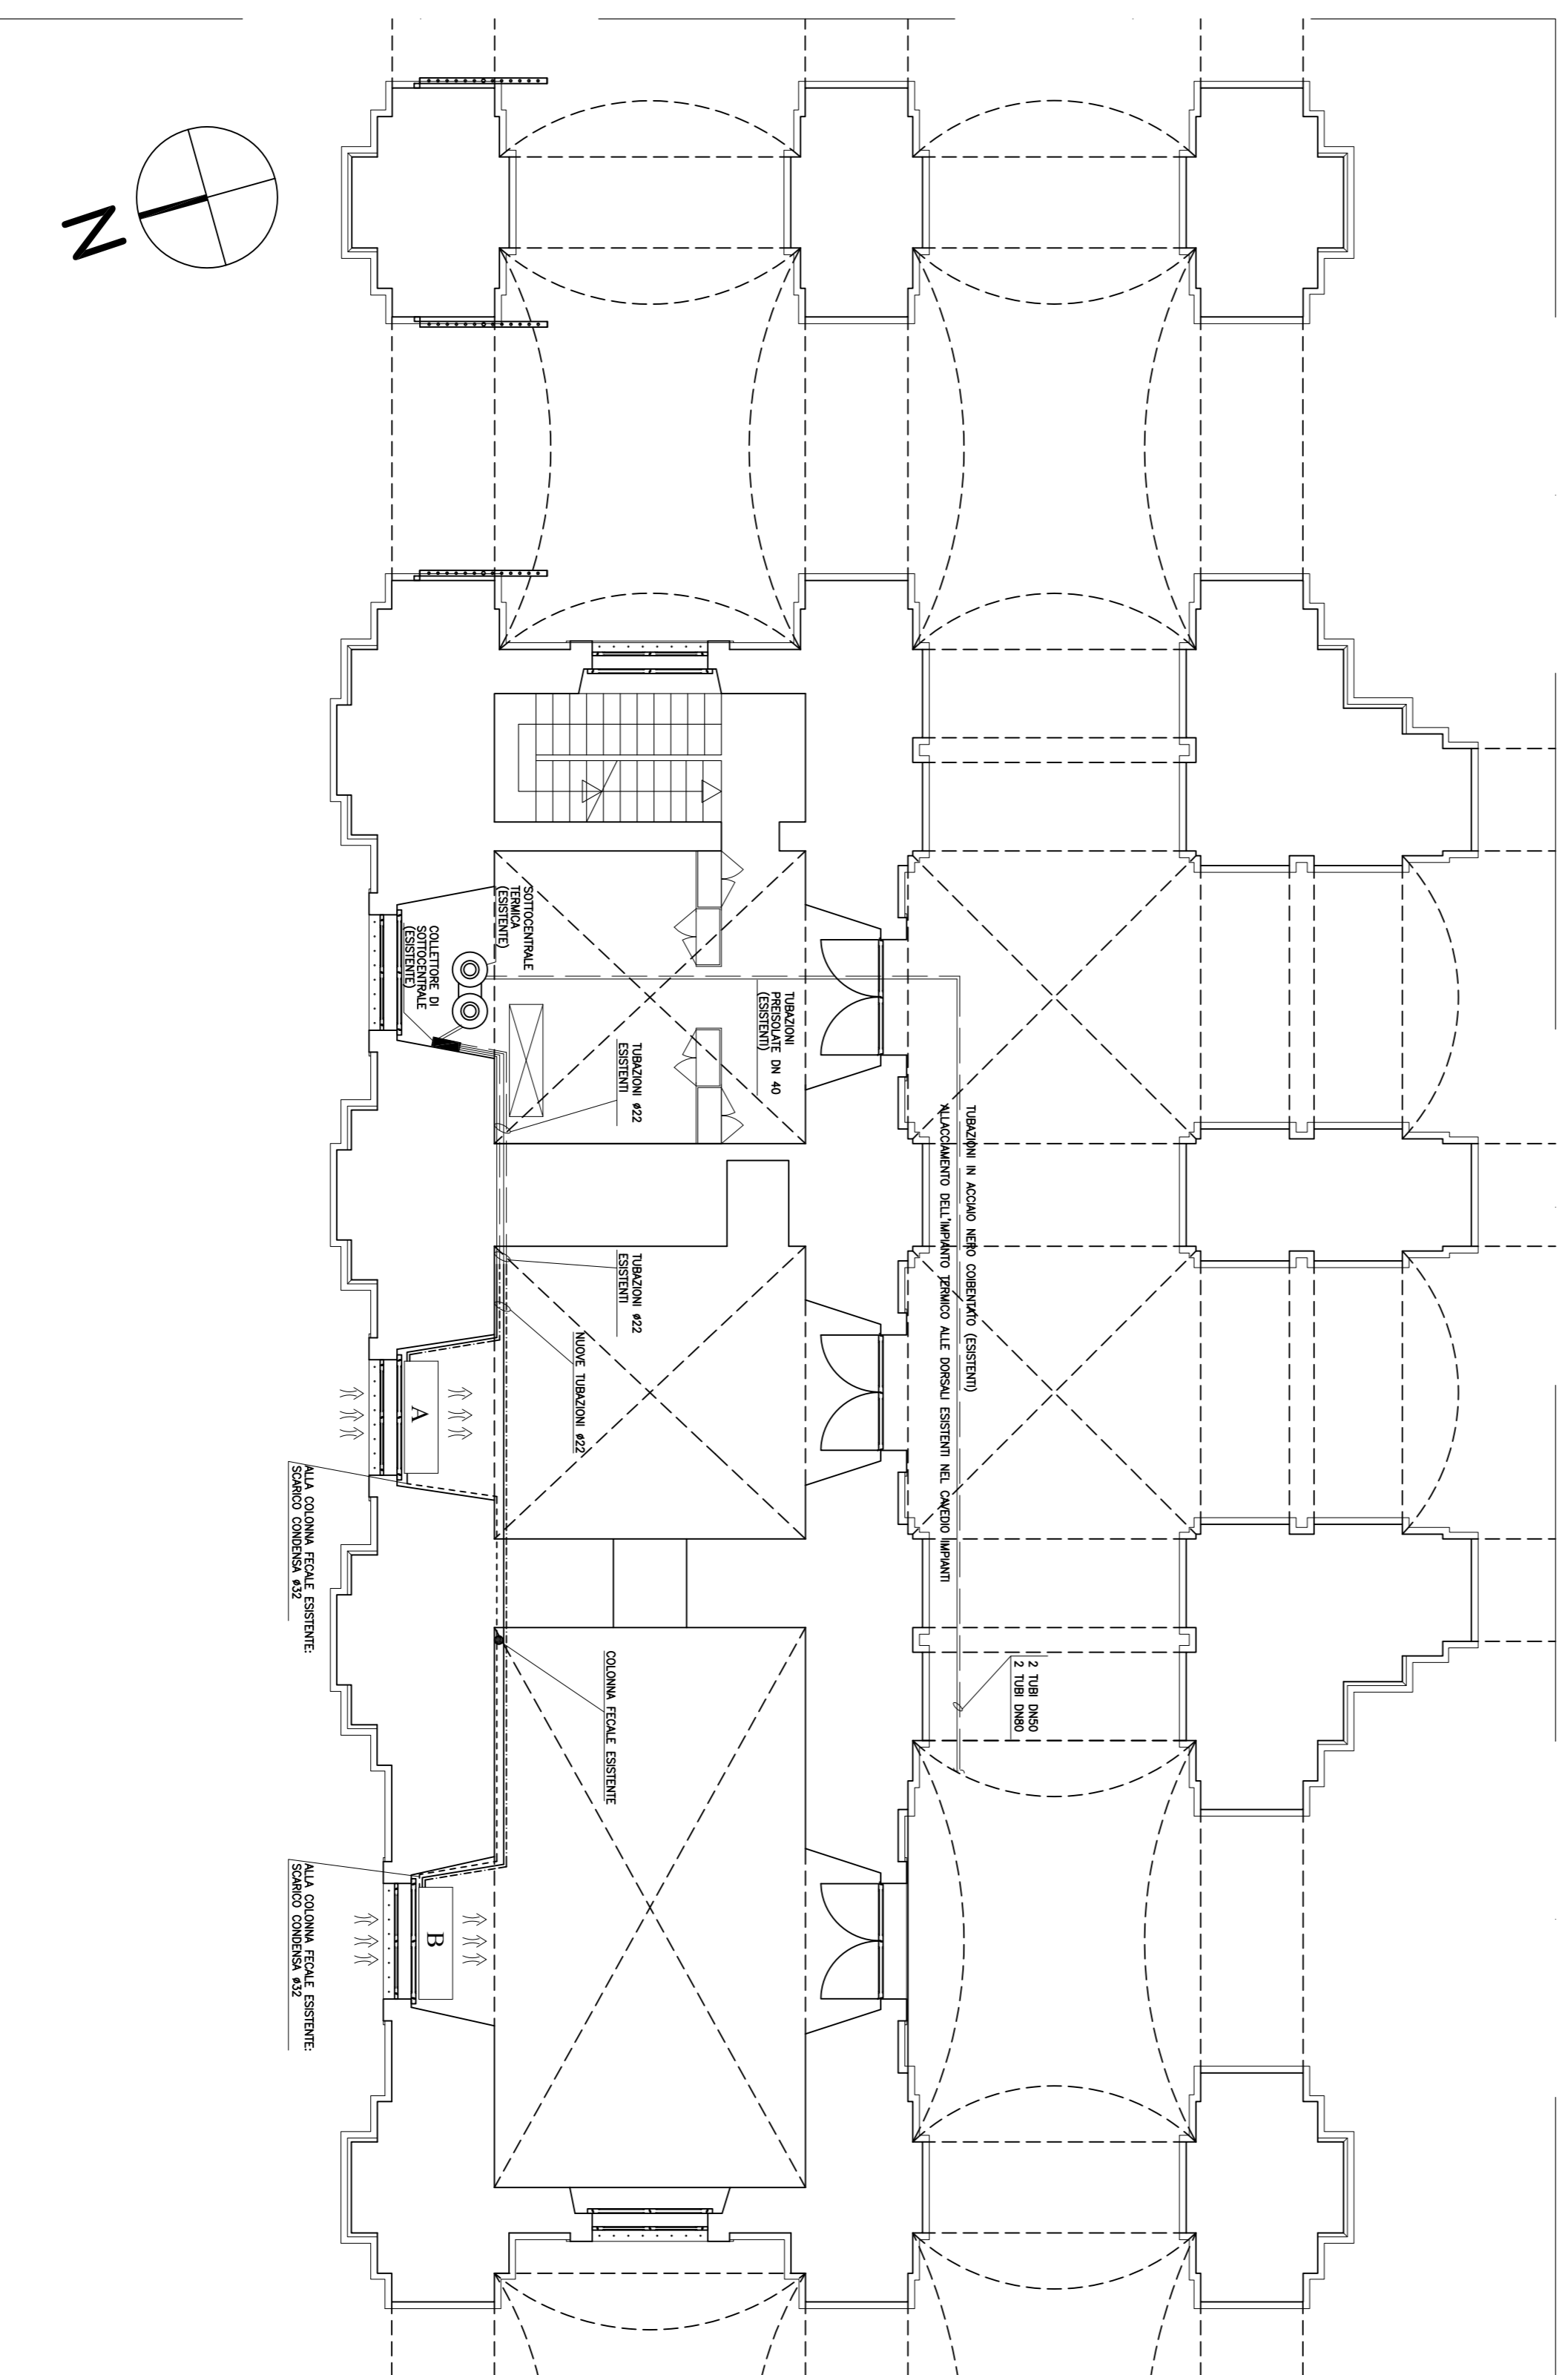 N
SOTTOCENTRALE
TERMICA
(ESISTENTE)
COLLETTORE DI
SOTTOCENTRALE
(ESISTENTE)
TUBAZIONI
PREISOLATE DN 40
(ESISTENTI)
TUBAZIONI ø22
ESISTENTI
TUBAZIONI IN ACCIAIO NERO COIBENTATO (ESISTENTI)
ALLACCIAMENTO DELL'IMPIANTO TERMICO ALLE DORSALI ESISTENTI NEL CAVEDIO IMPIANTI
TUBAZIONI ø22
ESISTENTI
NUOVE TUBAZIONI ø22
A
ALLA COLONNA FECALE ESISTENTE:
SCARICO CONDENSA ø32
COLONNA FECALE ESISTENTE
2 TUBI DN50
2 TUBI DN80
B
ALLA COLONNA FECALE ESISTENTE:
SCARICO CONDENSA ø32